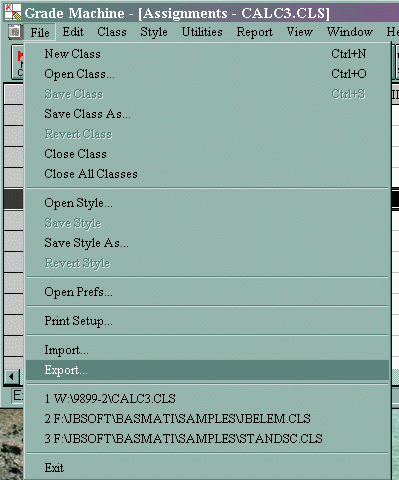 Grade Machine - [Assignments - CALC3.CLS]
File Edit Class Style Utilities Report View Window
New Class Ctrl+N
Open Class... Ctrl+O
Save Class Ctrl+S
Save Class As...
Revert Class
Close Class
Close All Classes
Open Style...
Save Style
Save Style As...
Revert Style
Open Prefs...
Print Setup...
Import...
Export...
1 W:\9899-2\CALC3.CLS
2 F:\JBSOFT\BASMATI\SAMPLES\JBELEM.CLS
3 F:\JBSOFT\BASMATI\SAMPLES\STANDSC.CLS
Exit